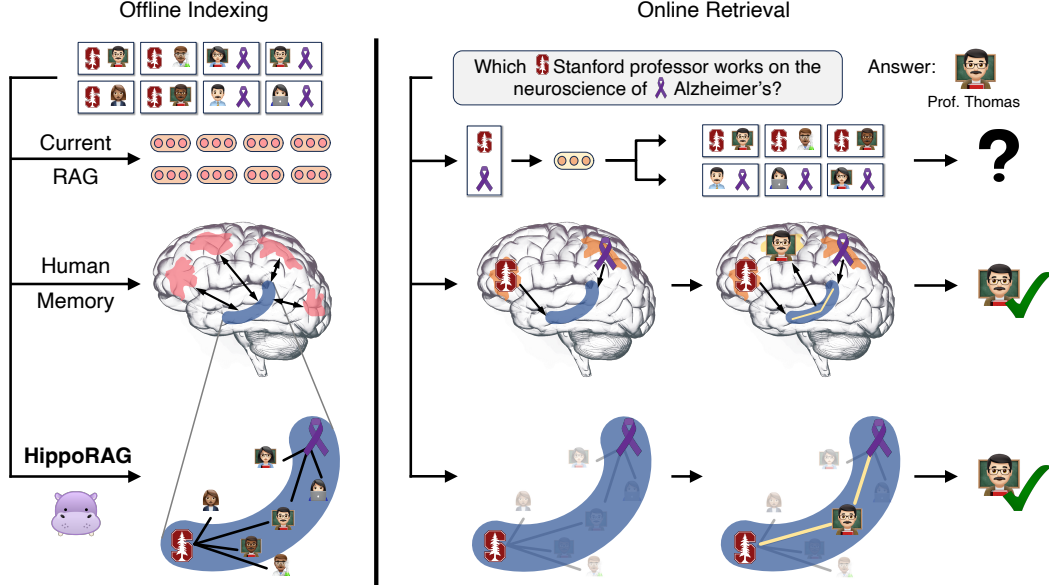 Offline Indexing
Online Retrieval
Which Stanford professor works on the
neuroscience of Alzheimer's?
Answer:
Prof. Thomas
Current
RAG
?
Human
Memory
HippoRAG